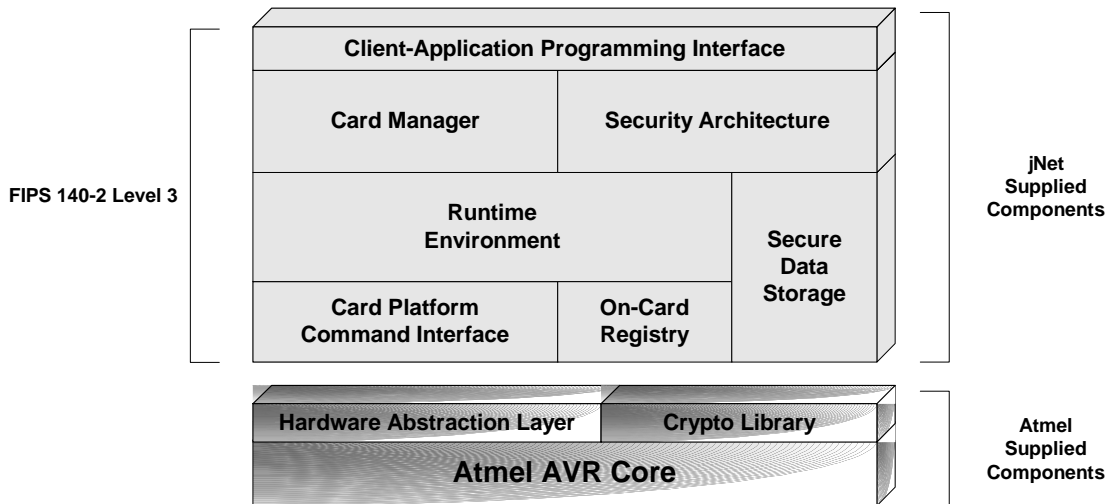 Client-Application Programming Interface
Card Manager
Security Architecture
FIPS 140-2 Level 3
jNet
Supplied
Components
Runtime
Environment
Secure
Data
Storage
Card Platform
Command Interface
On-Card
Registry
Hardware Abstraction Layer
Crypto Library
Atmel AVR Core
Atmel
Supplied
Components